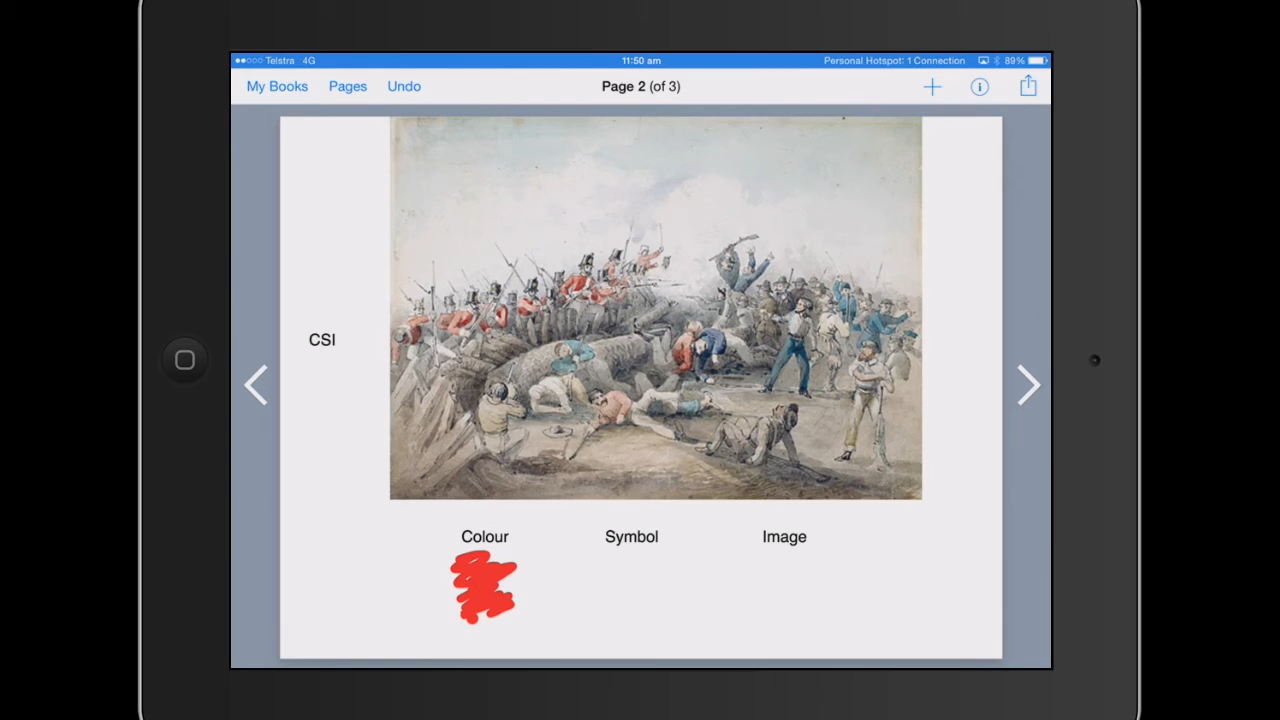 Telstra 4G 11:50 am Personal Hotspot: 1 Connection 89%
My Books Pages Undo Page 2 (of 3)
CSI
Colour Symbol Image